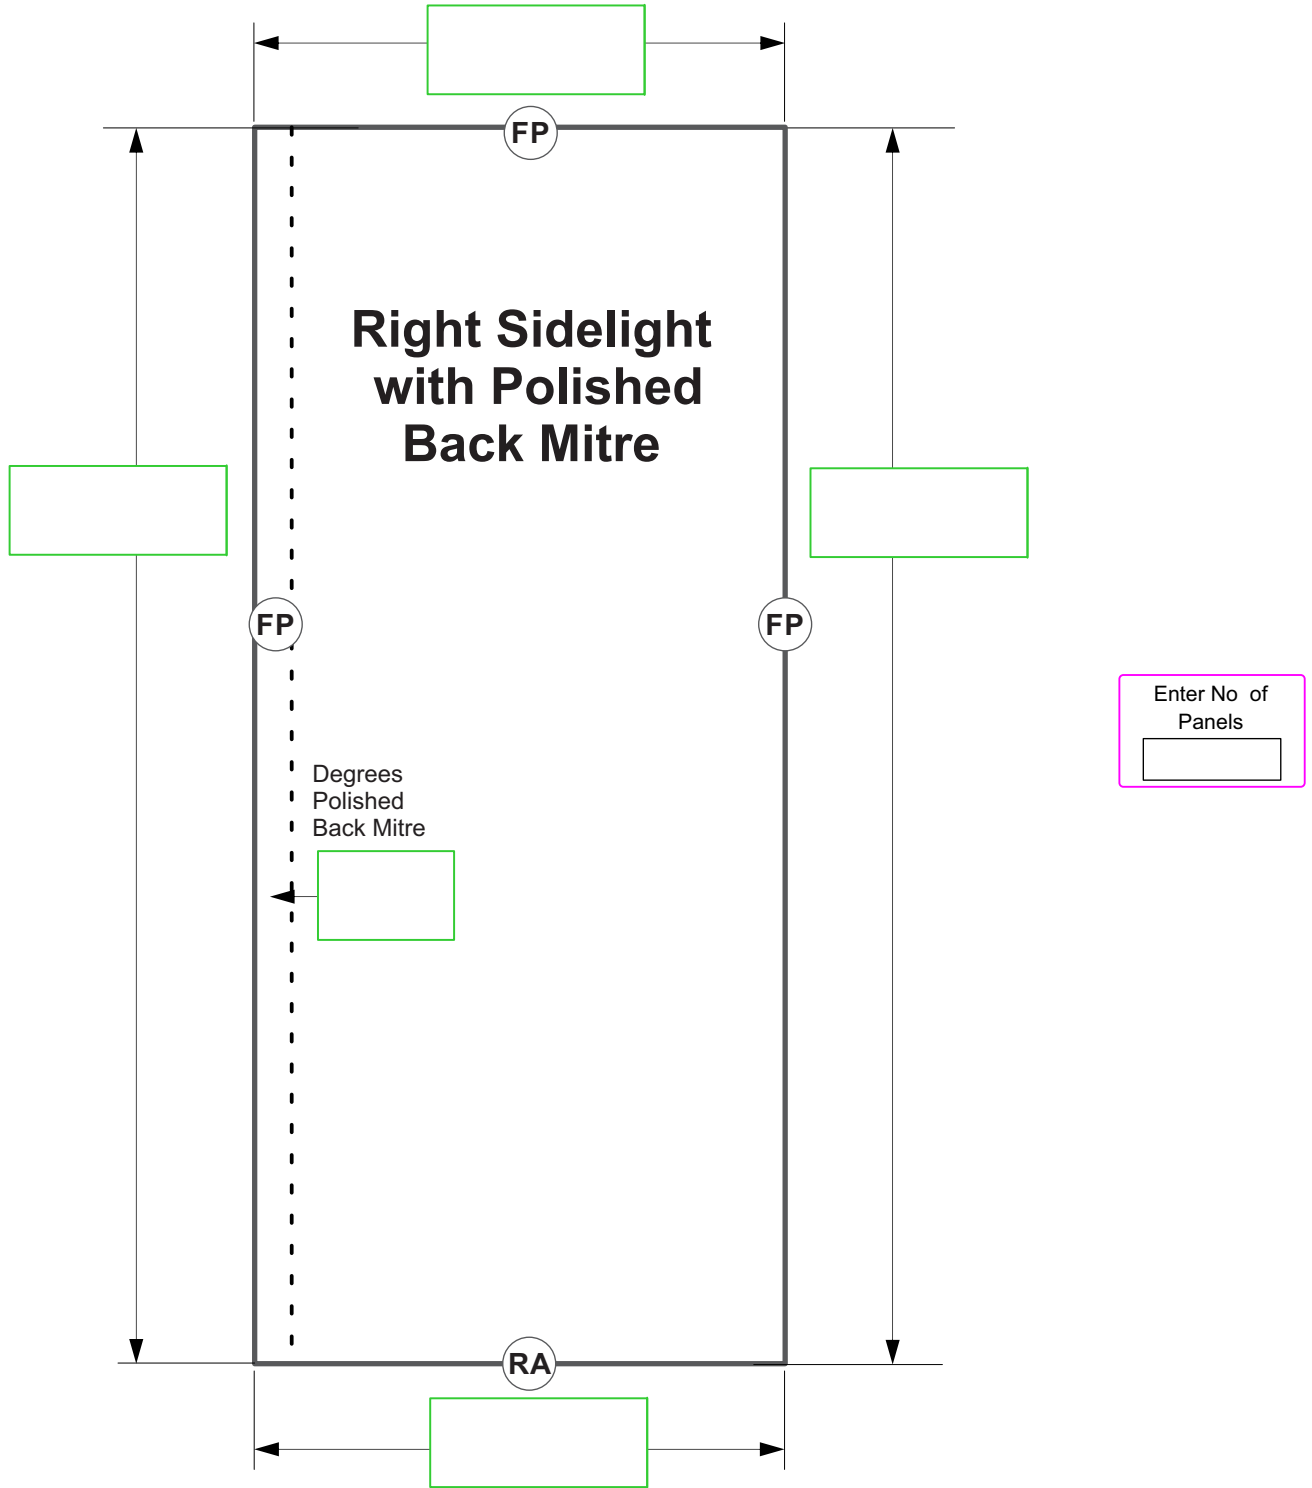 FP
Right Sidelight
with Polished
Back Mitre
FP
FP
Enter No of
Panels
Degrees
Polished
Back Mitre
RA